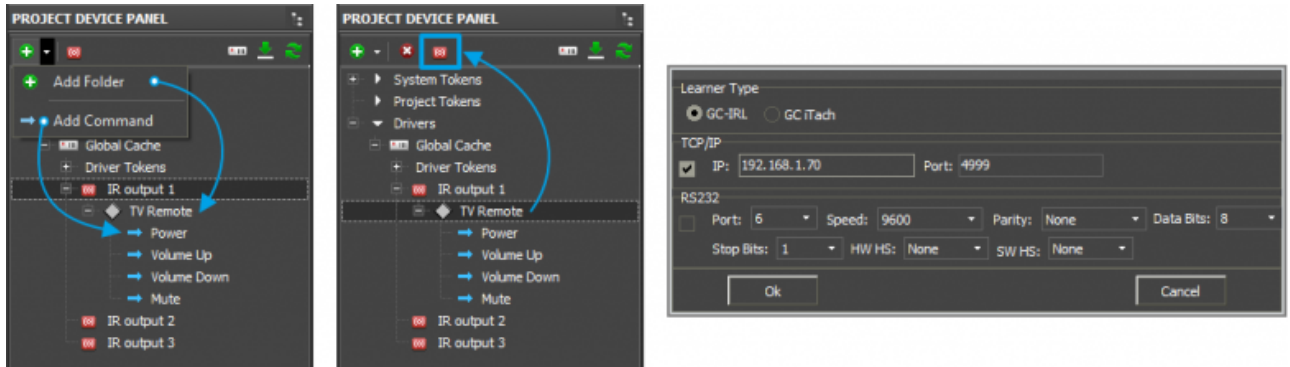 PROJECT DEVICE PANEL
Add Folder
Add Command
Global Cache
Driver Tokens
IR output 1
TV Remote
Power
Volume Up
Volume Down
Mute
IR output 2
IR output 3
PROJECT DEVICE PANEL
System Tokens
Project Tokens
Drivers
Global Cache
Driver Tokens
IR output 1
TV Remote
Power
Volume Up
Volume Down
Mute
IR output 2
IR output 3
Learner Type
GC-IRL GC iTach
TCP/IP
IP: 192.168.1.70 Port: 4999
RS232
Port: 6 Speed: 9600 Parity: None Data Bits: 8
Stop Bits: 1 HW HS: None SW HS: None
Ok Cancel